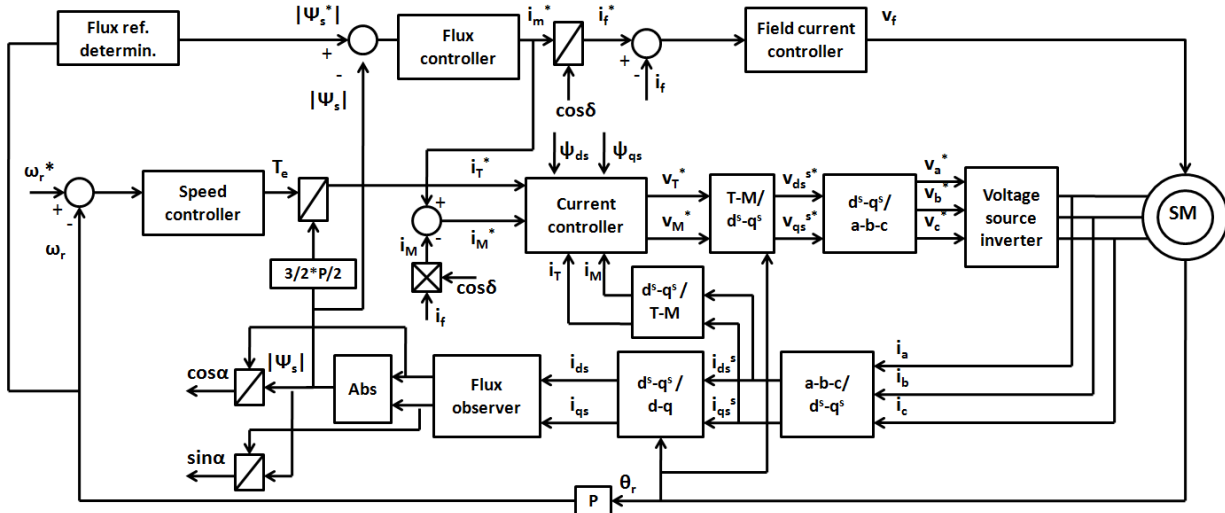 Flux ref.
determin.
|Ψs*|
+
-
|Ψs|
Flux
controller
im*
if*
cosδ
+
-
if
Field current
controller
vf
ωr*
+
-
ωr
Speed
controller
Te
3/2*P/2
iT*
+
-
iM*
iM
cosδ
if
ψds
ψqs
Current
controller
iT
iM
vT*
vM*
T-M/
dˢ-qˢ
vdsˢ*
vqsˢ*
dˢ-qˢ/
a-b-c
va*
vb*
vc*
Voltage
source
inverter
SM
dˢ-qˢ/
T-M
cosα
|Ψs|
Abs
Flux
observer
ids
iqs
dˢ-qˢ/
d-q
idsˢ
iqsˢ
a-b-c/
dˢ-qˢ
ia
ib
ic
sinα
P
θr